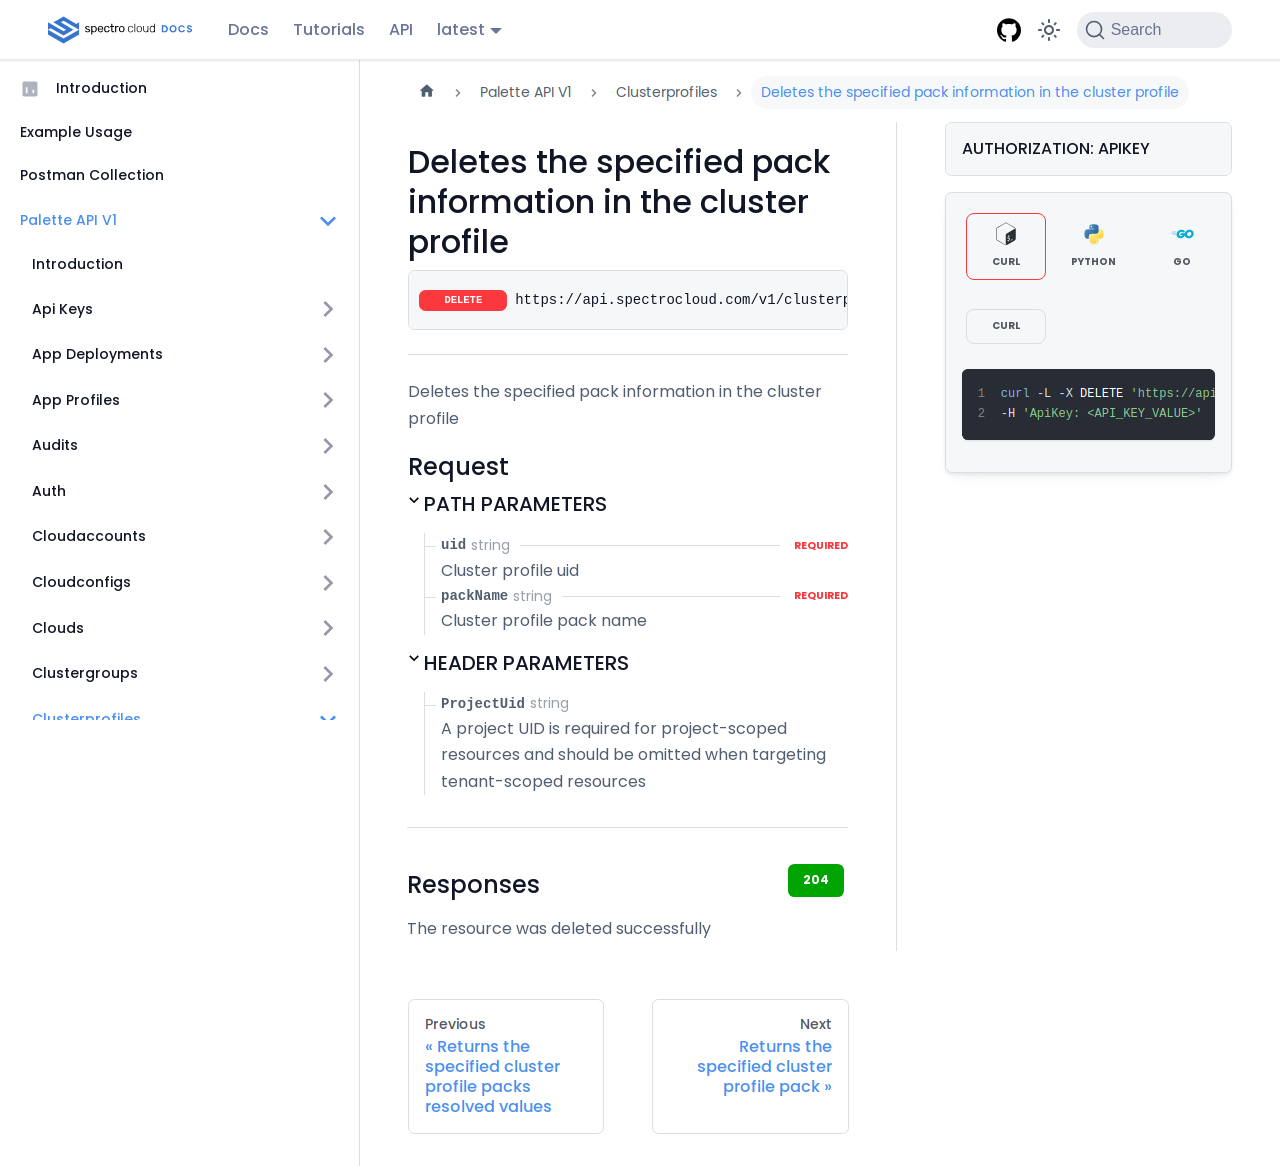 spectro cloud DOCS
Docs
Tutorials
API
latest
Search
Introduction
Example Usage
Postman Collection
Palette API V1
Introduction
Api Keys
App Deployments
App Profiles
Audits
Auth
Cloudaccounts
Cloudconfigs
Clouds
Clustergroups
Clusterprofiles
Palette API V1
Clusterprofiles
Deletes the specified pack information in the cluster profile
Deletes the specified pack
information in the cluster
profile
DELETE https://api.spectrocloud.com/v1/clusterp
Deletes the specified pack information in the cluster
profile
Request
PATH PARAMETERS
uid string REQUIRED
Cluster profile uid
packName string REQUIRED
Cluster profile pack name
HEADER PARAMETERS
ProjectUid string
A project UID is required for project-scoped
resources and should be omitted when targeting
tenant-scoped resources
Responses
204
The resource was deleted successfully
Previous
« Returns the
specified cluster
profile packs
resolved values
Next
Returns the
specified cluster
profile pack »
AUTHORIZATION: APIKEY
CURL
PYTHON
GO
CURL
1 curl -L -X DELETE 'https://api
2 -H 'ApiKey: <API_KEY_VALUE>'